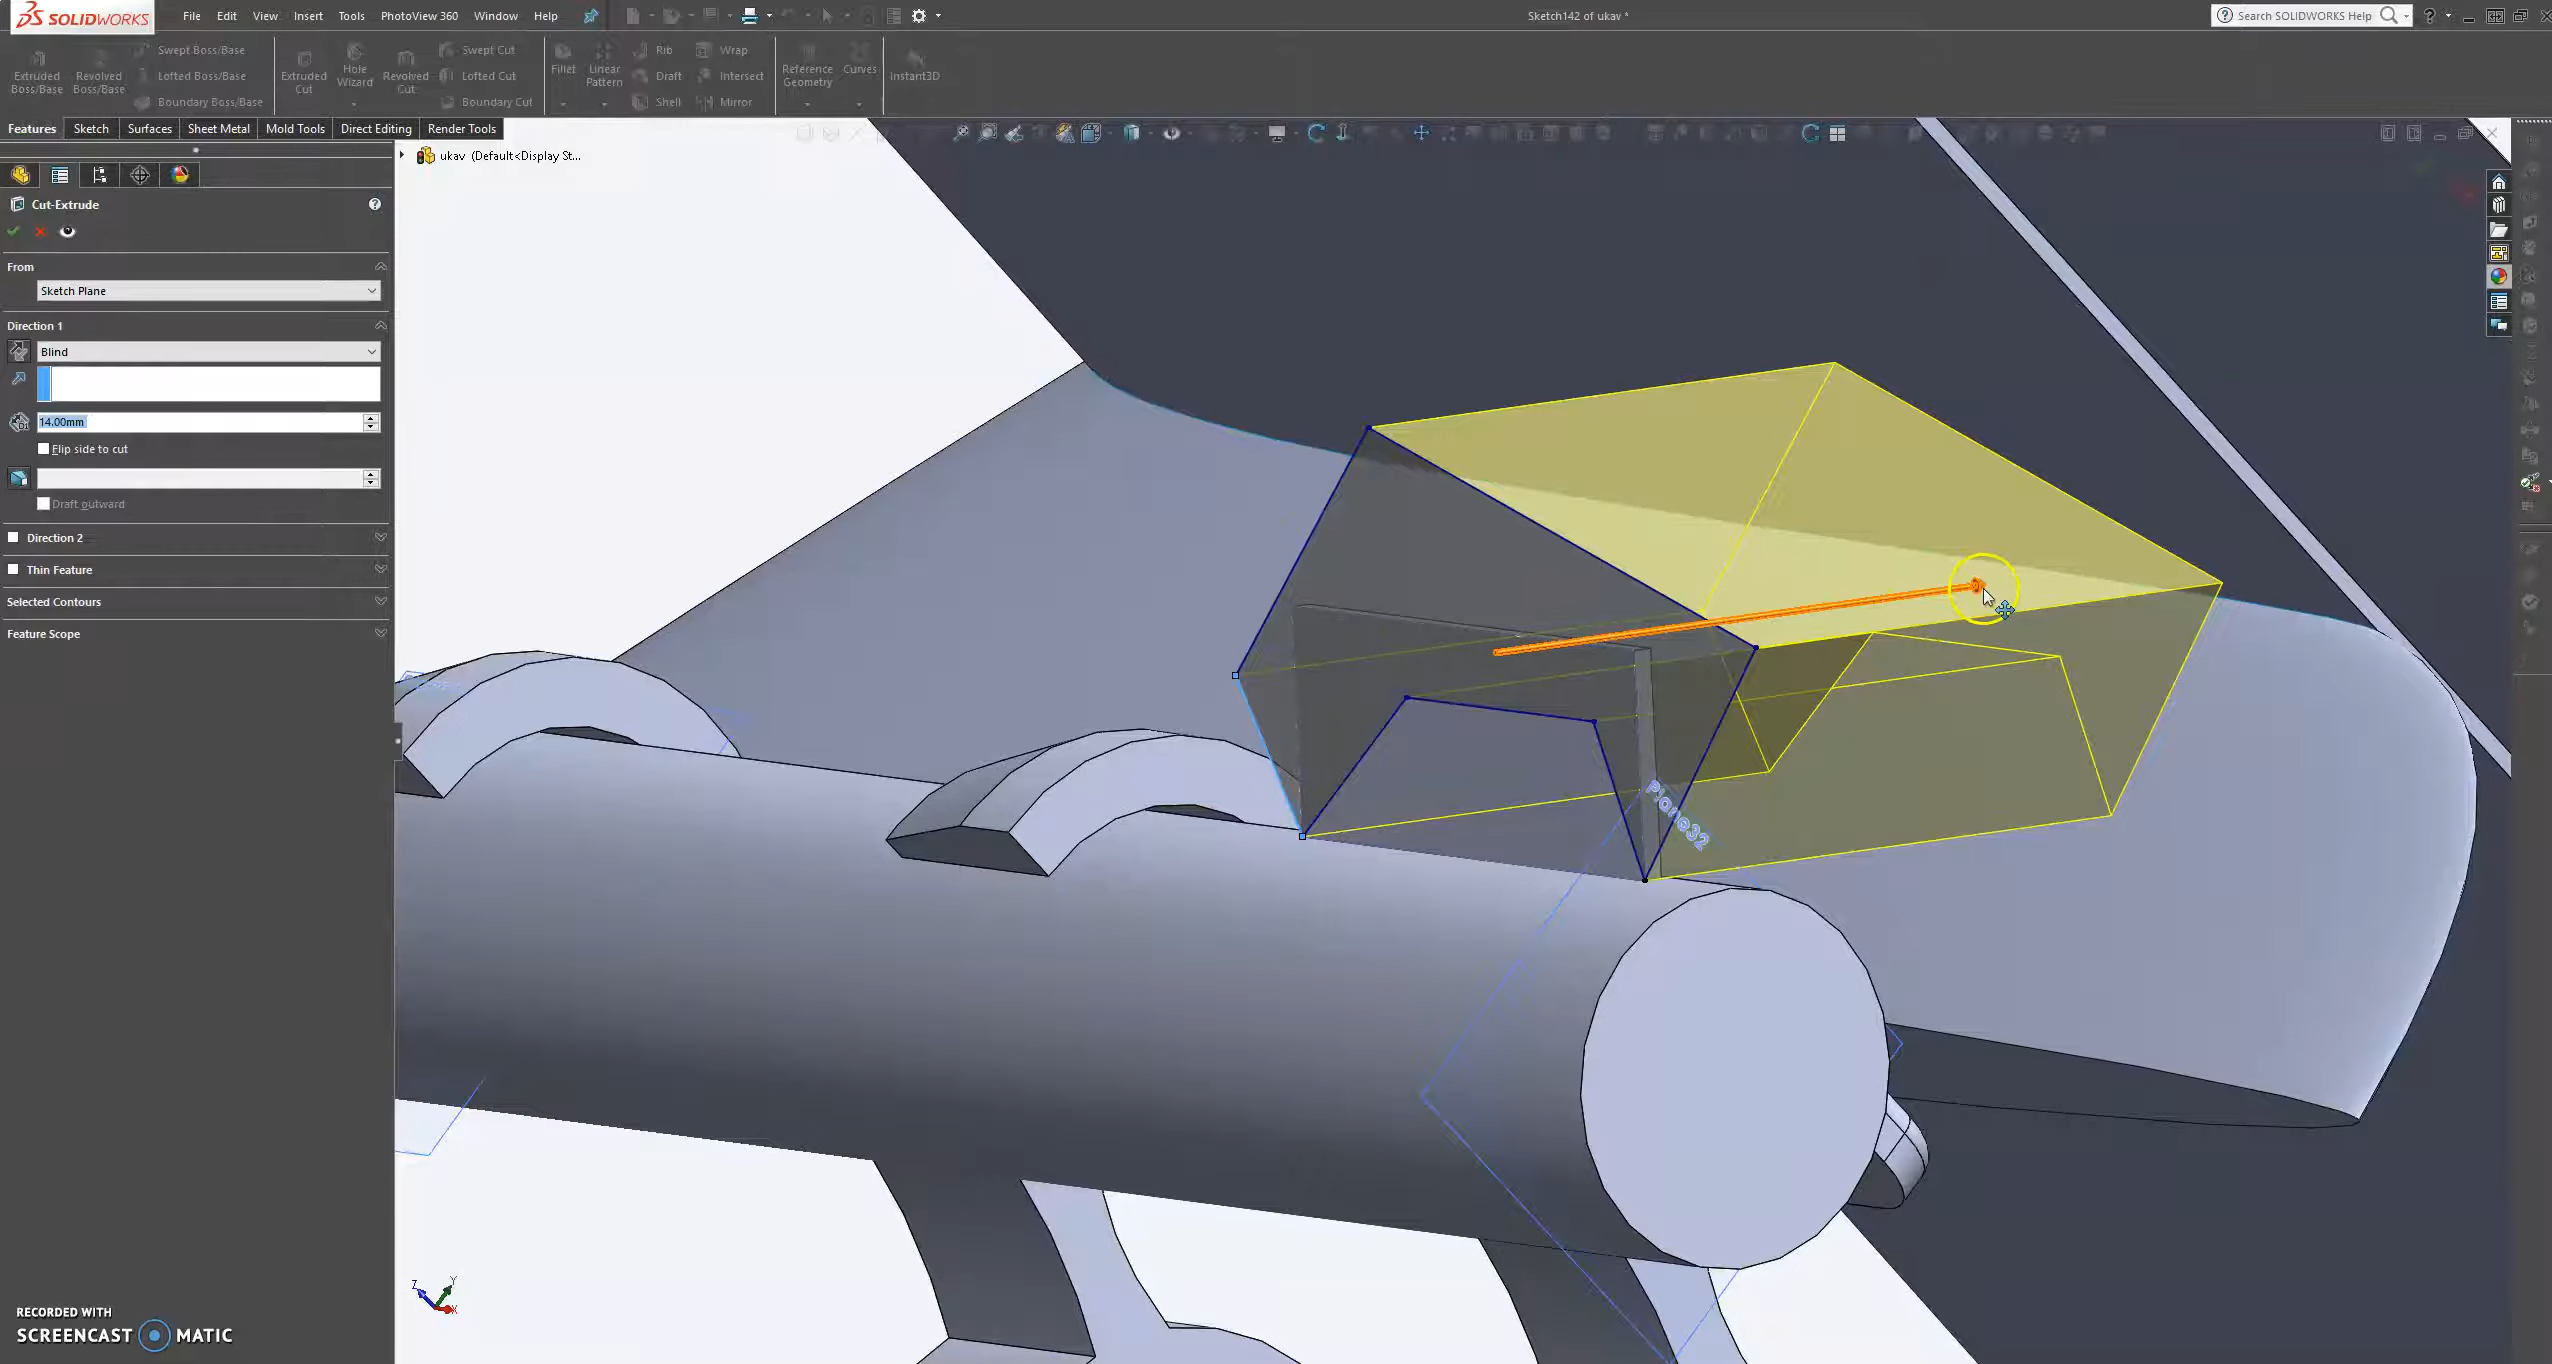 SOLIDWORKS
File Edit View Insert Tools PhotoView 360 Window Help
Sketch142 of ukav *
Search SOLIDWORKS Help
Extruded Boss/Base
Revolved Boss/Base
Swept Boss/Base
Lofted Boss/Base
Boundary Boss/Base
Extruded Cut
Hole Wizard
Revolved Cut
Swept Cut
Lofted Cut
Boundary Cut
Fillet
Linear Pattern
Rib
Draft
Shell
Wrap
Intersect
Mirror
Reference Geometry
Curves
Instant3D
Features Sketch Surfaces Sheet Metal Mold Tools Direct Editing Render Tools
ukav (Default<Display St...
Cut-Extrude
From
Sketch Plane
Direction 1
Blind
14.00mm
Flip side to cut
Draft outward
Direction 2
Thin Feature
Selected Contours
Feature Scope
Plane32
Z
Y
X
RECORDED WITH
SCREENCAST MATIC